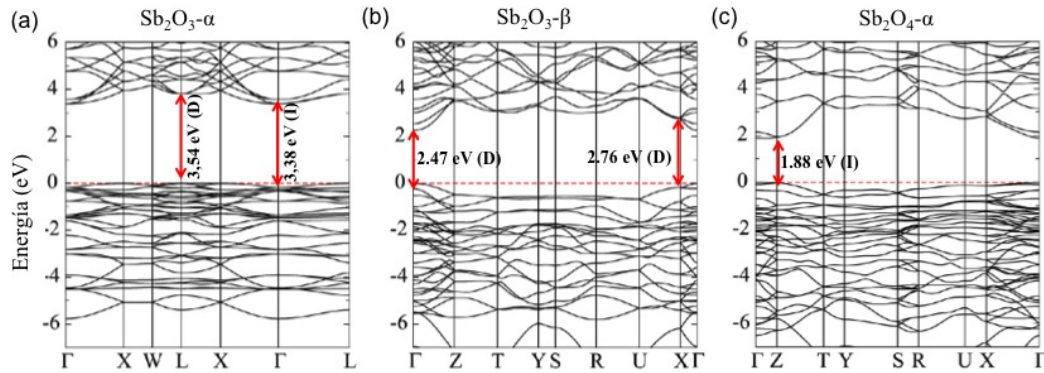 (a) Sb₂O₃-α
(b) Sb₂O₃-β
(c) Sb₂O₄-α
Energía (eV)
6
4
2
0
-2
-4
-6
3,54 eV (D)
3,38 eV (I)
Γ X W L X Γ L
6
4
2
0
-2
-4
-6
2.47 eV (D)
2.76 eV (D)
Γ Z T Y S R U X Γ
6
4
2
0
-2
-4
-6
1.88 eV (I)
Γ Z T Y S R U X Γ